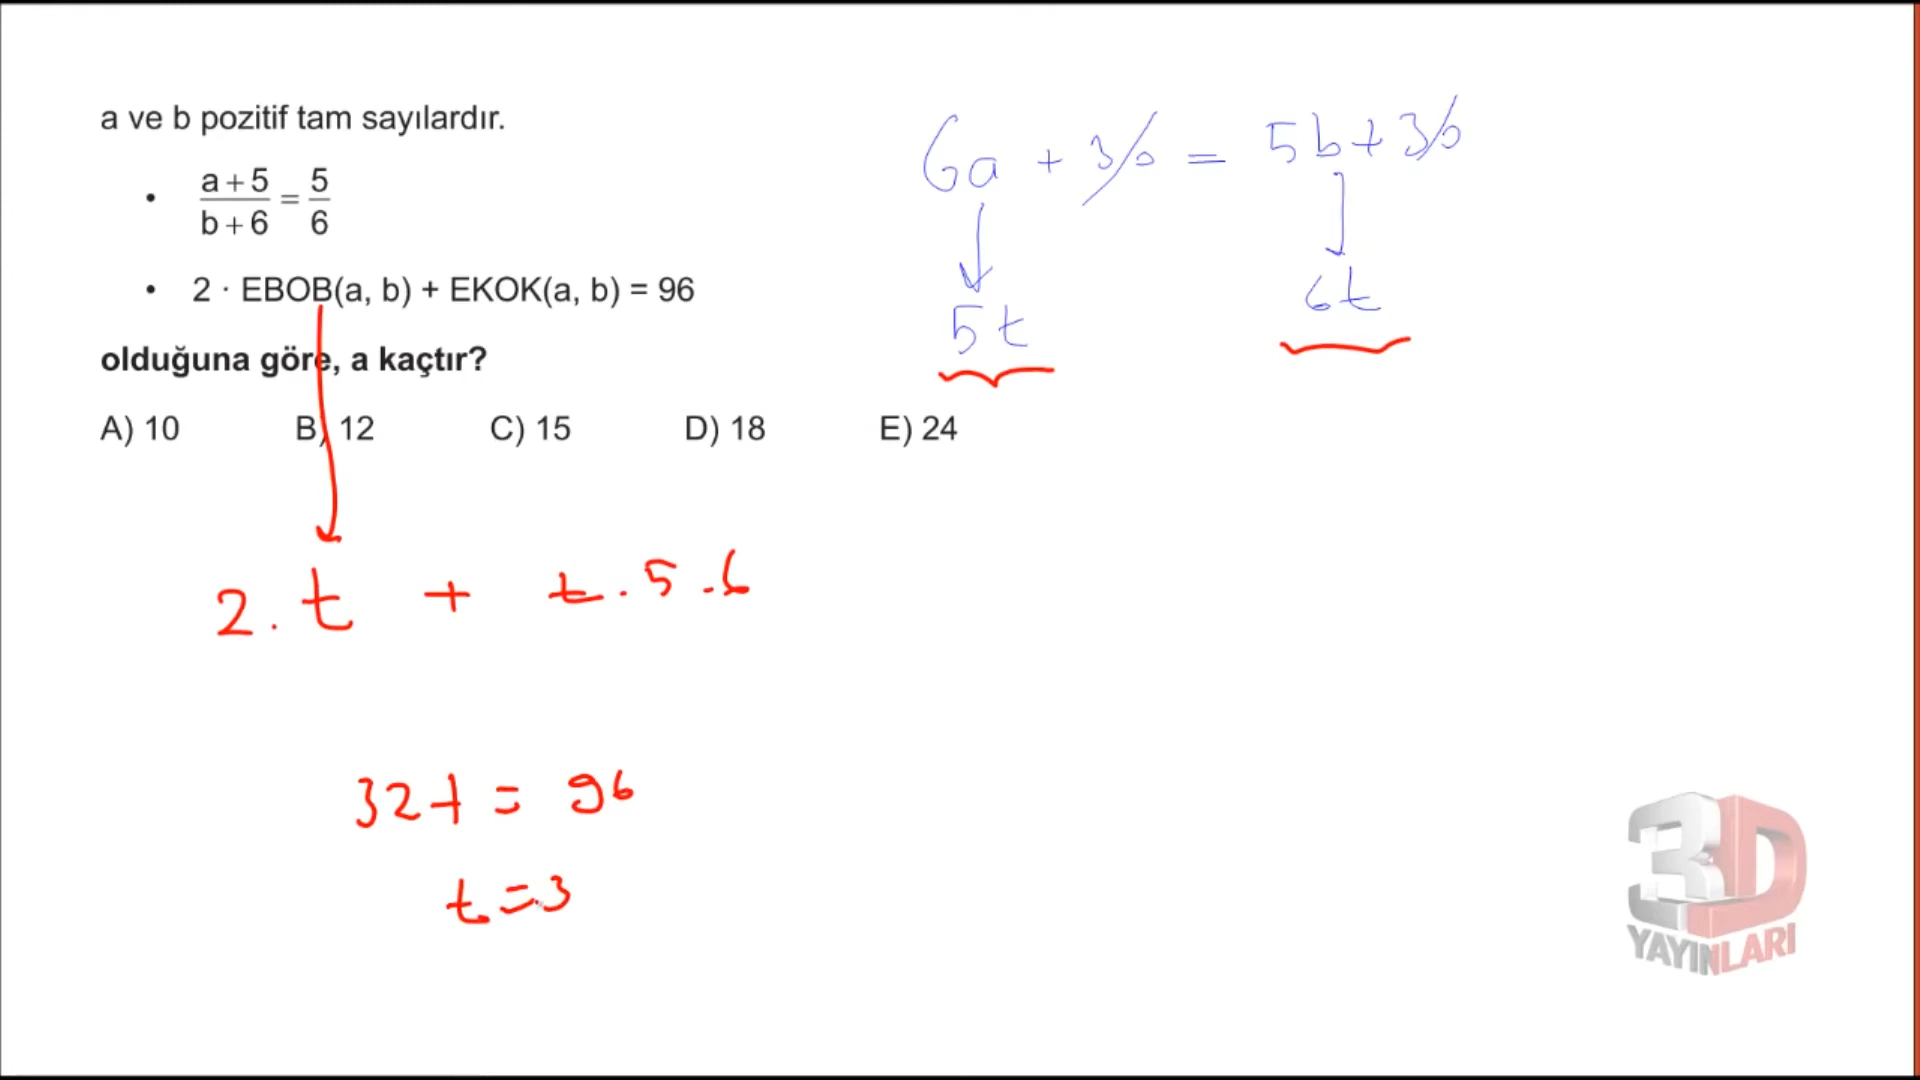 a ve b pozitif tam sayılardır.
• a + 5 / b + 6 = 5 / 6
• 2 · EBOB(a, b) + EKOK(a, b) = 96
olduğuna göre, a kaçtır?
A) 10 B) 12 C) 15 D) 18 E) 24
6a + 30 = 5b + 30
5t 6t
2. t + t . 5 . 6
32t = 96
t = 3
3D
YAYINLARI